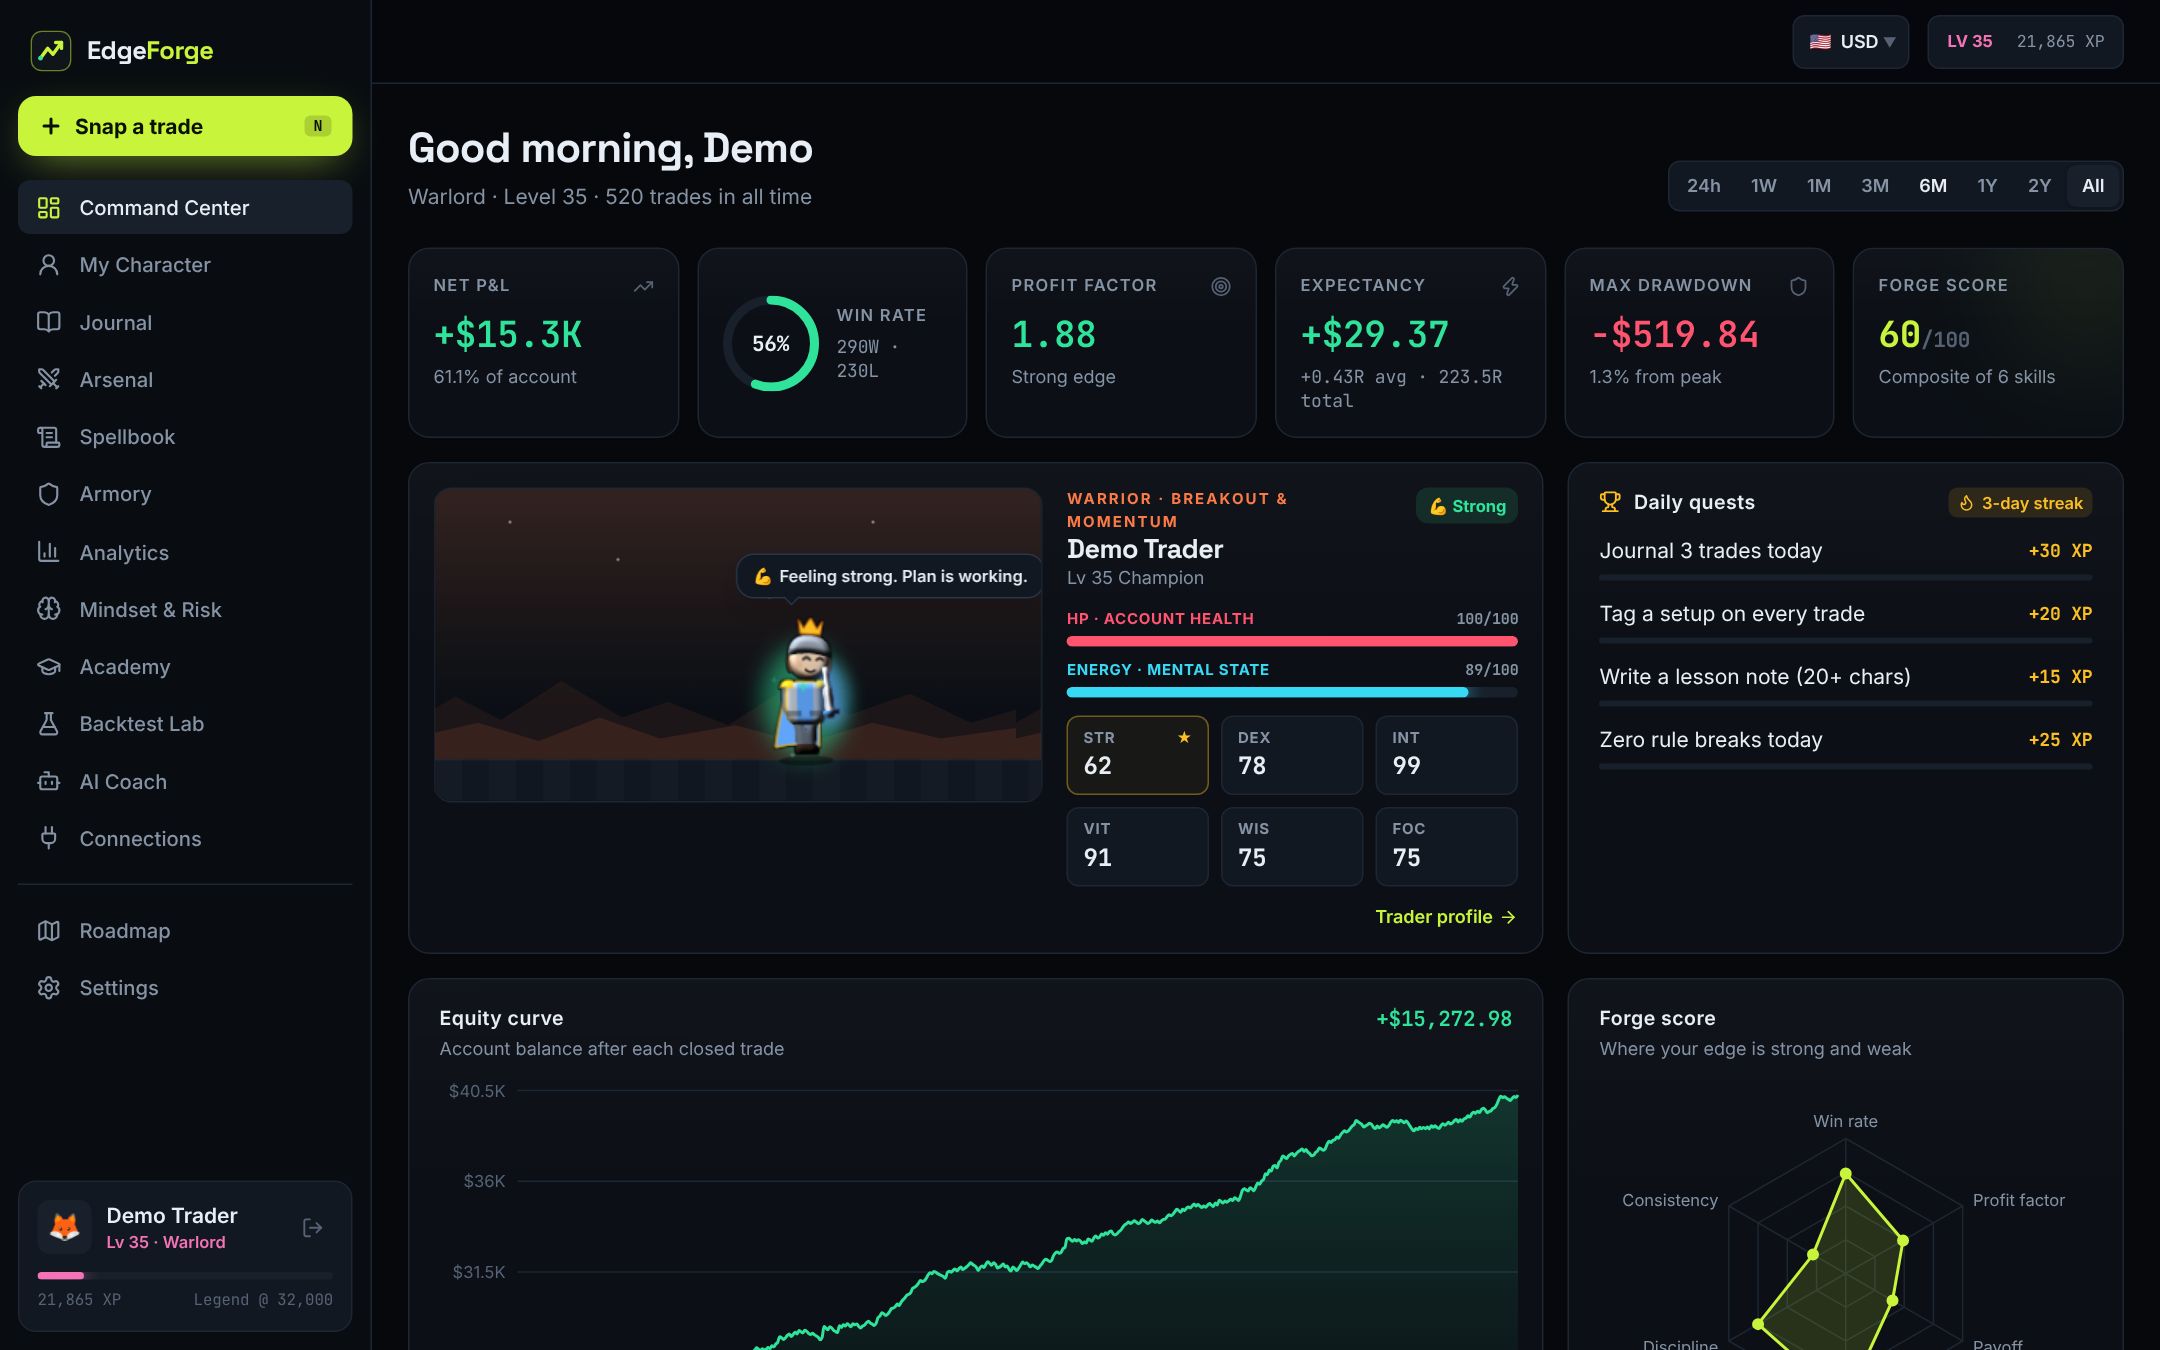 EdgeForge
Snap a trade N
Command Center
My Character
Journal
Arsenal
Spellbook
Armory
Analytics
Mindset & Risk
Academy
Backtest Lab
AI Coach
Connections
Roadmap
Settings
Demo Trader
Lv 35 · Warlord
21,865 XP Legend @ 32,000
USD
LV 35 21,865 XP
Good morning, Demo
Warlord · Level 35 · 520 trades in all time
24h 1W 1M 3M 6M 1Y 2Y All
NET P&L
+$15.3K
61.1% of account
56%
WIN RATE
290W ·
230L
PROFIT FACTOR
1.88
Strong edge
EXPECTANCY
+$29.37
+0.43R avg · 223.5R
total
MAX DRAWDOWN
-$519.84
1.3% from peak
FORGE SCORE
60/100
Composite of 6 skills
💪 Feeling strong. Plan is working.
WARRIOR · BREAKOUT &
MOMENTUM
💪 Strong
Demo Trader
Lv 35 Champion
HP · ACCOUNT HEALTH 100/100
ENERGY · MENTAL STATE 89/100
STR ★
62
DEX
78
INT
99
VIT
91
WIS
75
FOC
75
Trader profile →
Daily quests
3-day streak
Journal 3 trades today +30 XP
Tag a setup on every trade +20 XP
Write a lesson note (20+ chars) +15 XP
Zero rule breaks today +25 XP
Equity curve +$15,272.98
Account balance after each closed trade
$40.5K
$36K
$31.5K
Forge score
Where your edge is strong and weak
Win rate
Consistency
Profit factor
Discipline
Payoff